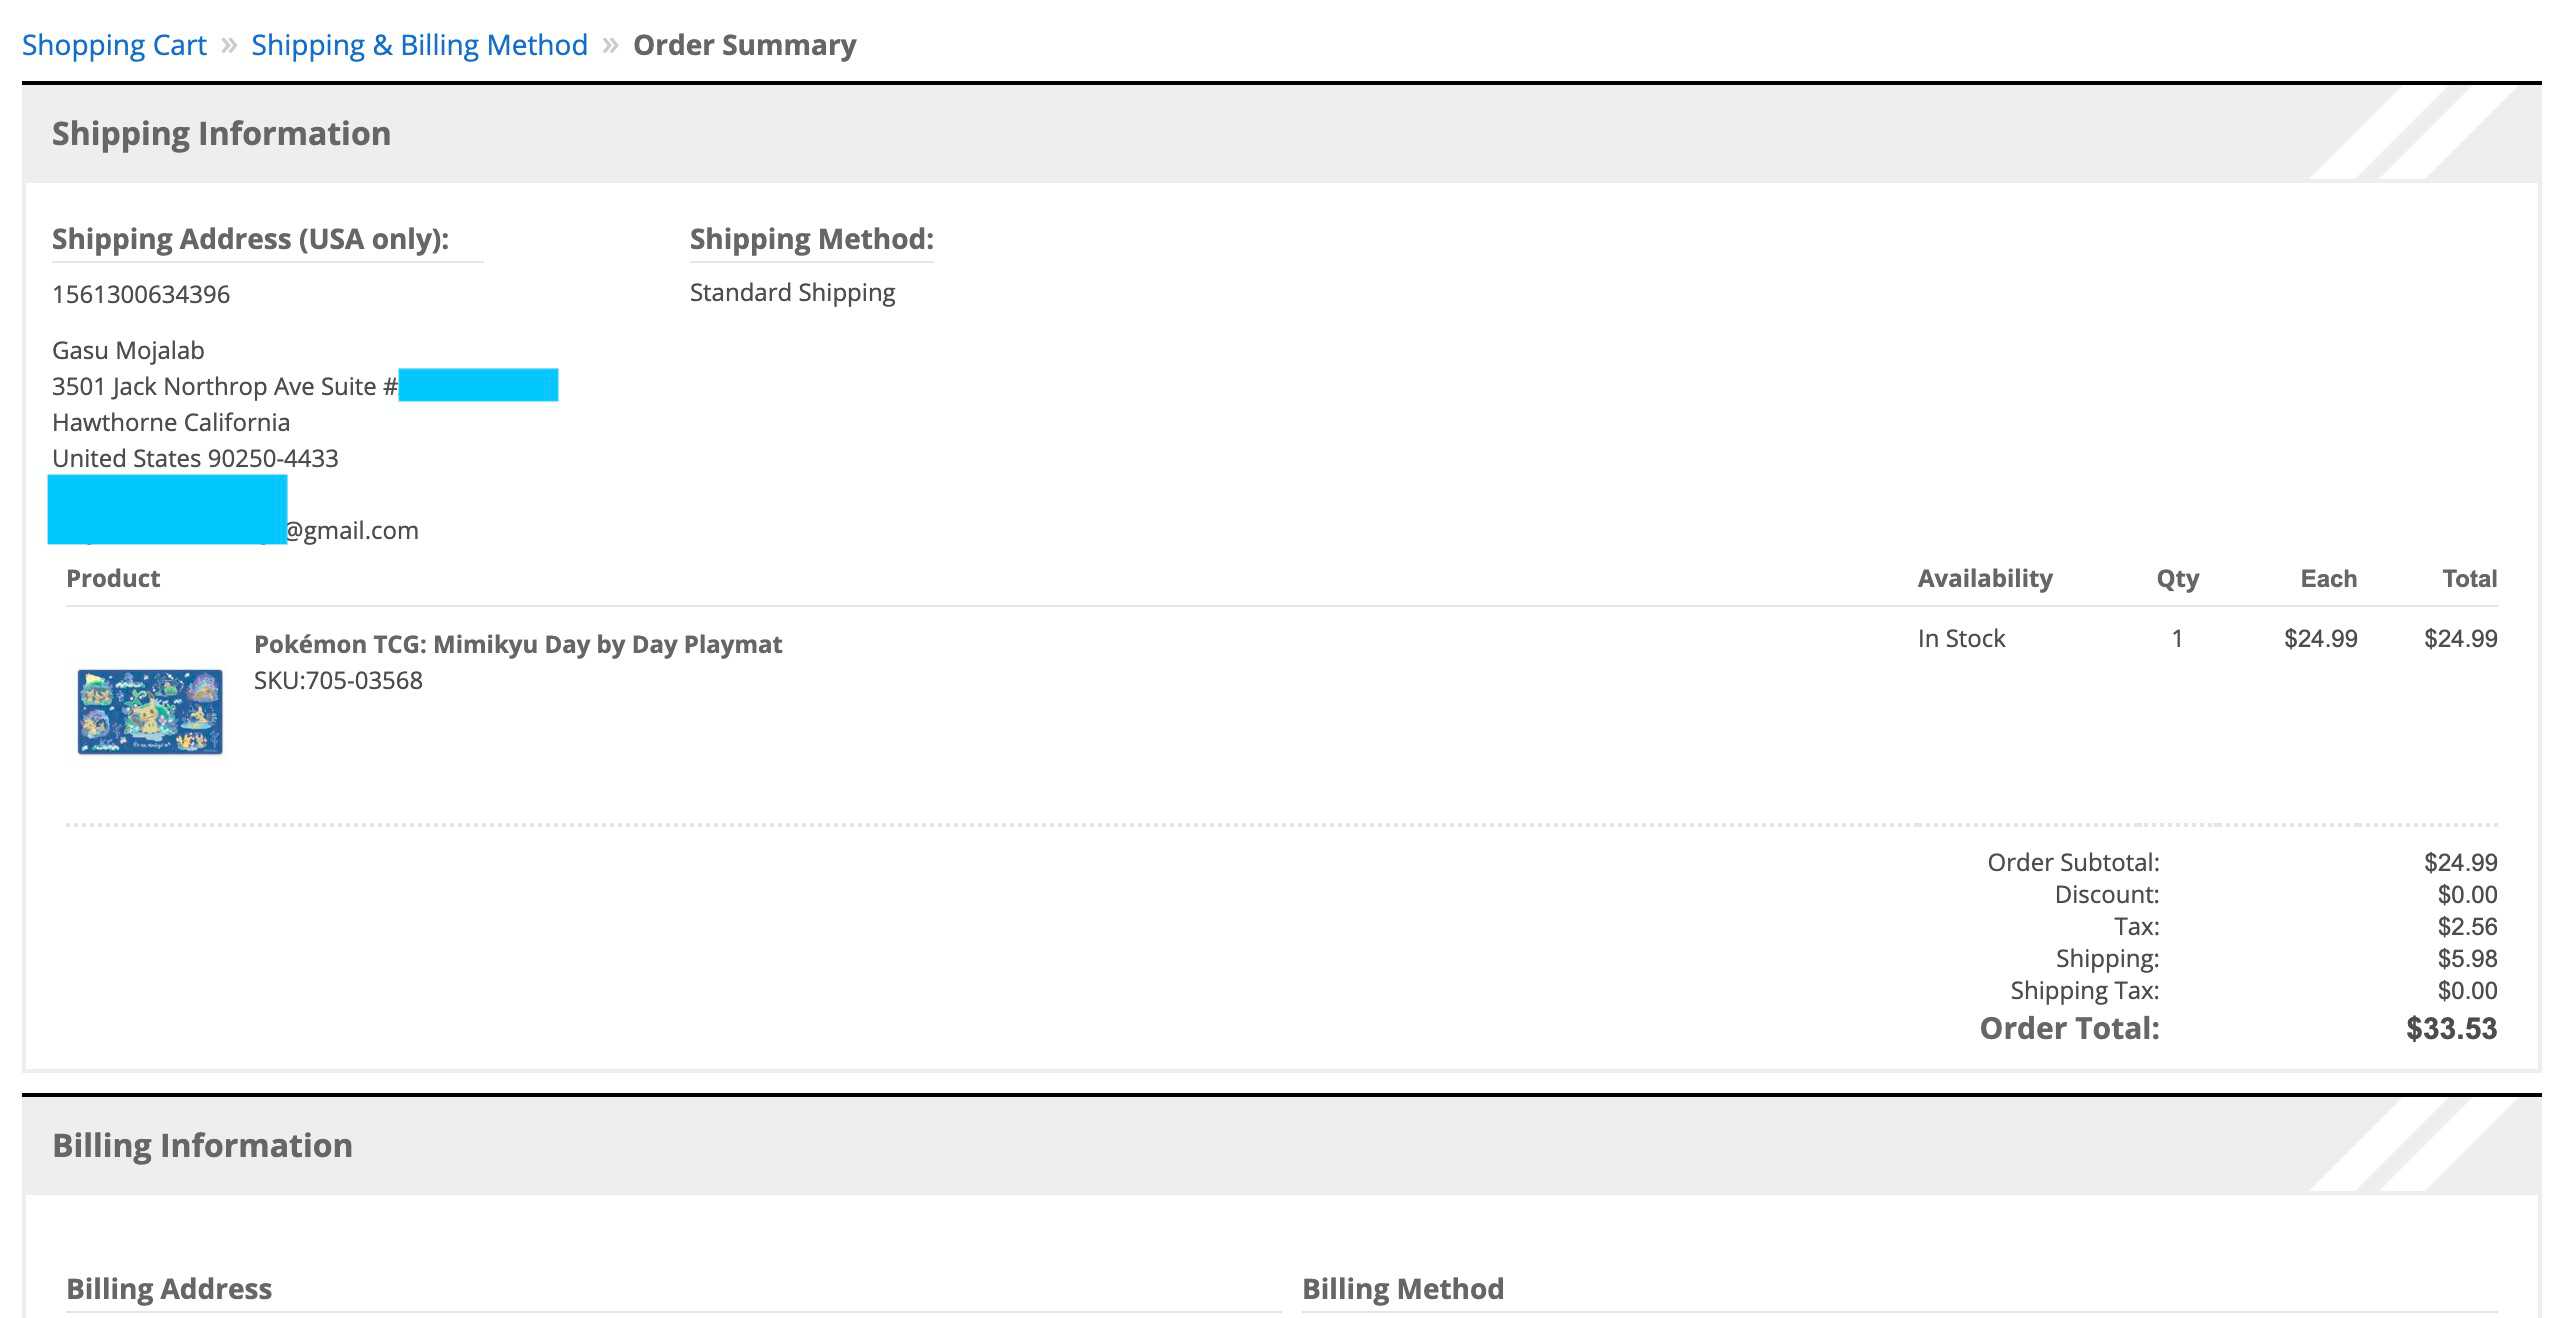 Shopping Cart » Shipping & Billing Method » Order Summary
Shipping Information
Shipping Address (USA only):
1561300634396
Gasu Mojalab
3501 Jack Northrop Ave Suite #
Hawthorne California
United States 90250-4433
@gmail.com
Shipping Method:
Standard Shipping
Product Availability Qty Each Total
Pokémon TCG: Mimikyu Day by Day Playmat In Stock 1 $24.99 $24.99
SKU:705-03568
Order Subtotal: $24.99
Discount: $0.00
Tax: $2.56
Shipping: $5.98
Shipping Tax: $0.00
Order Total: $33.53
Billing Information
Billing Address Billing Method